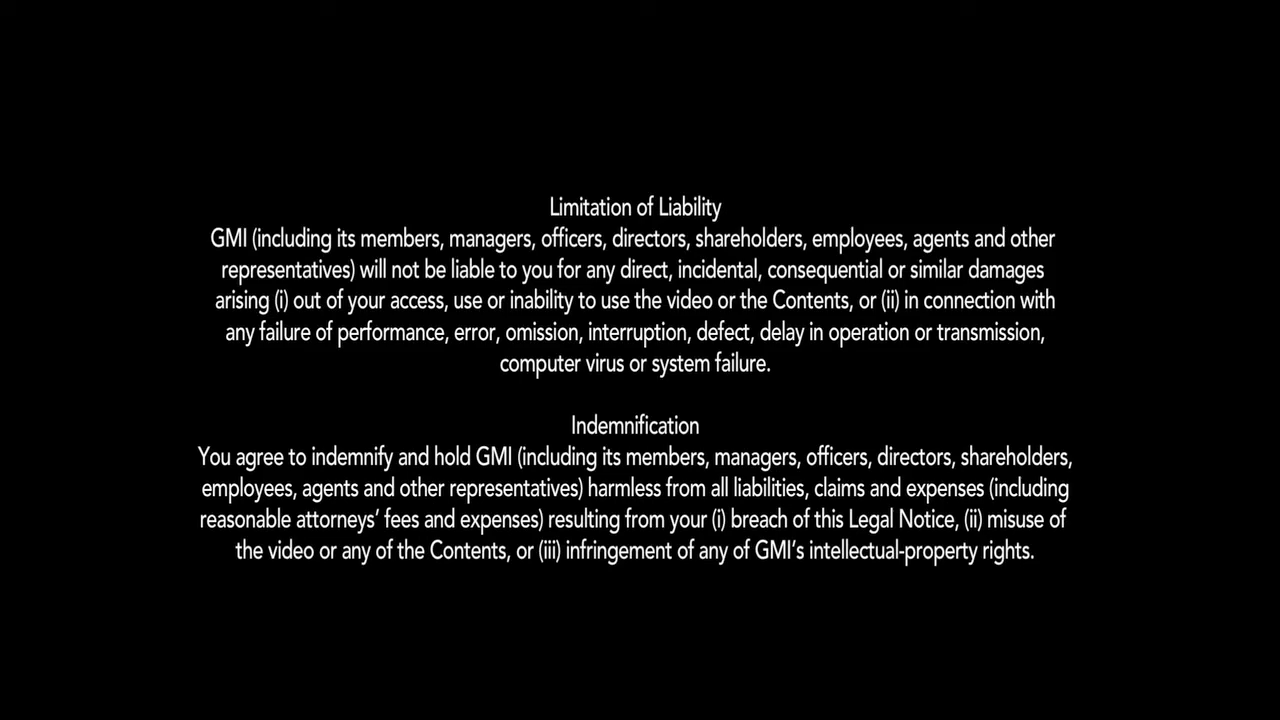 Limitation of Liability
GMI (including its members, managers, officers, directors, shareholders, employees, agents and other
representatives) will not be liable to you for any direct, incidental, consequential or similar damages
arising (i) out of your access, use or inability to use the video or the Contents, or (ii) in connection with
any failure of performance, error, omission, interruption, defect, delay in operation or transmission,
computer virus or system failure.
Indemnification
You agree to indemnify and hold GMI (including its members, managers, officers, directors, shareholders,
employees, agents and other representatives) harmless from all liabilities, claims and expenses (including
reasonable attorneys’ fees and expenses) resulting from your (i) breach of this Legal Notice, (ii) misuse of
the video or any of the Contents, or (iii) infringement of any of GMI’s intellectual-property rights.